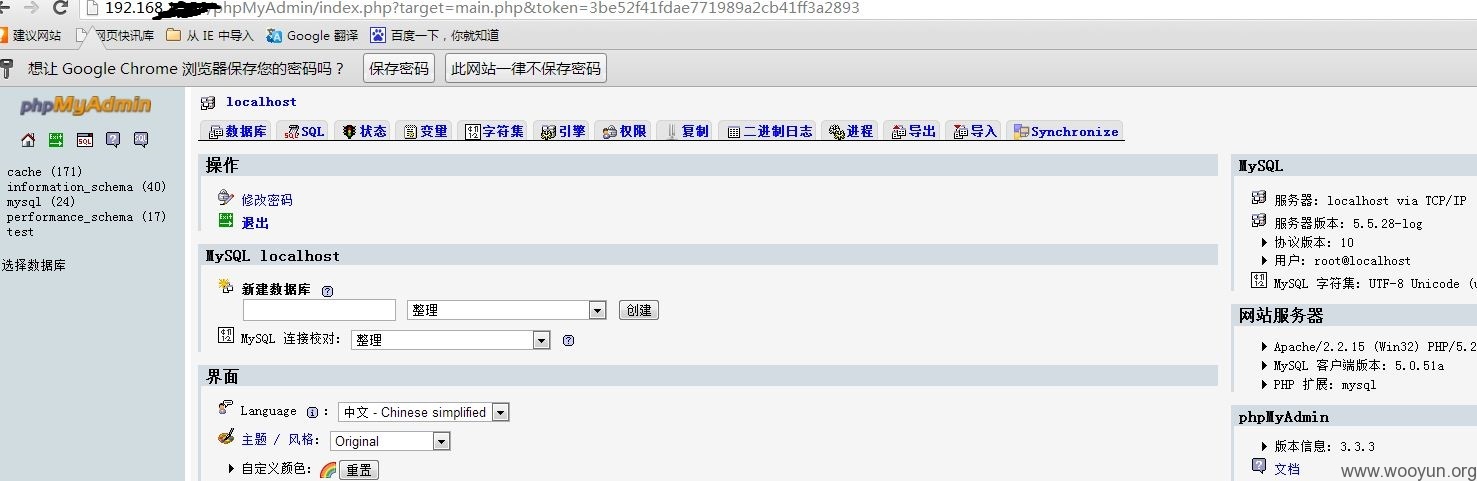 192.168. /phpMyAdmin/index.php?target=main.php&token=3be52f41fdae771989a2cb41ff3a2893
建议网站 网页快讯库 从 IE 中导入 Google 翻译 百度一下，你就知道
想让 Google Chrome 浏览器保存您的密码吗？ 保存密码 此网站一律不保存密码
phpMyAdmin
cache (171)
information_schema (40)
mysql (24)
performance_schema (17)
test
选择数据库
localhost
数据库 SQL 状态 变量 字符集 引擎 权限 复制 二进制日志 进程 导出 导入 Synchronize
操作
修改密码
退出
MySQL localhost
新建数据库
整理 创建
MySQL 连接校对： 整理
界面
Language ： 中文 - Chinese simplified
主题 / 风格： Original
自定义颜色： 重置
MySQL
服务器： localhost via TCP/IP
服务器版本： 5.5.28-log
协议版本： 10
用户： root@localhost
MySQL 字符集： UTF-8 Unicode (u
网站服务器
Apache/2.2.15 (Win32) PHP/5.2
MySQL 客户端版本： 5.0.51a
PHP 扩展： mysql
phpMyAdmin
版本信息： 3.3.3
文档
www.wooyun.org